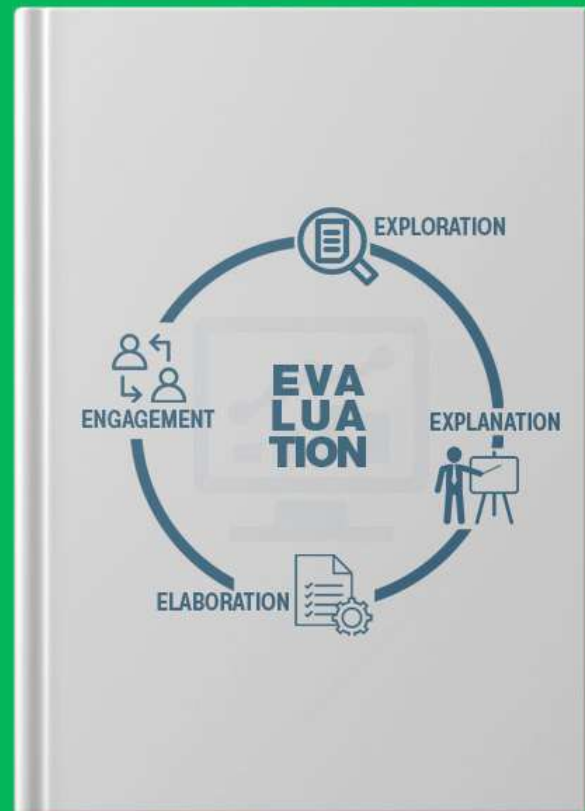 EXPLORATION
EVA
LUA
TION
ENGAGEMENT
EXPLANATION
ELABORATION